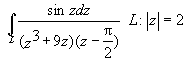 ∫_L (sin zdz)/((z^3+9z)(z-π/2)) L: |z| = 2